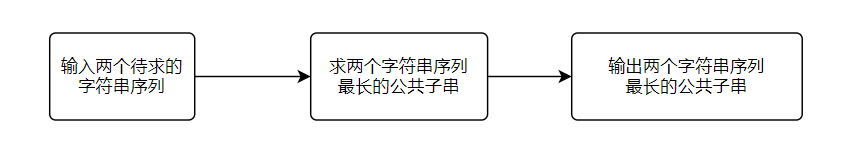 输入两个待求的
字符串序列
求两个字符串序列
最长的公共子串
输出两个字符串序列
最长的公共子串